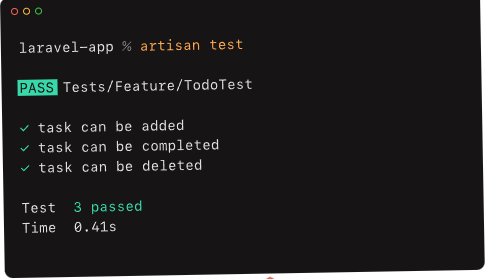 laravel-app % artisan test
PASS Tests/Feature/TodoTest
✓ task can be added
✓ task can be completed
✓ task can be deleted
Test 3 passed
Time 0.41s